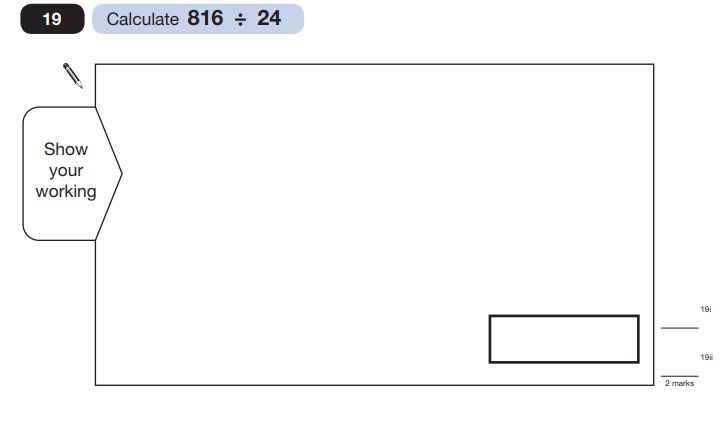 19 Calculate 816 ÷ 24
Show
your
working
19i
19ii
2 marks